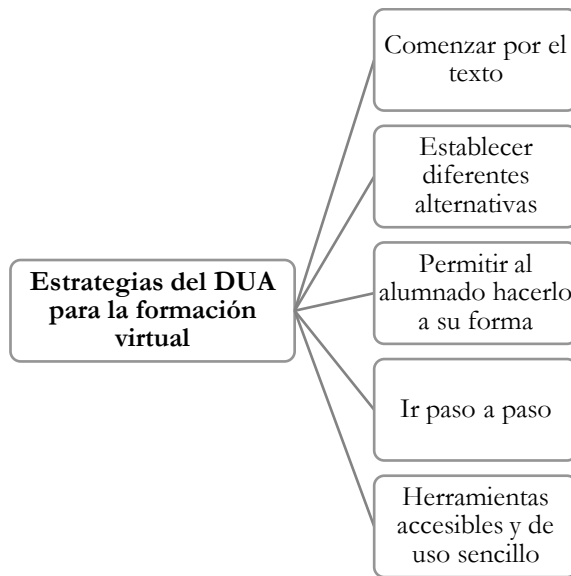 Comenzar por el
texto
Establecer
diferentes
alternativas
Estrategias del DUA
para la formación
virtual
Permitir al
alumnado hacerlo
a su forma
Ir paso a paso
Herramientas
accesibles y de
uso sencillo